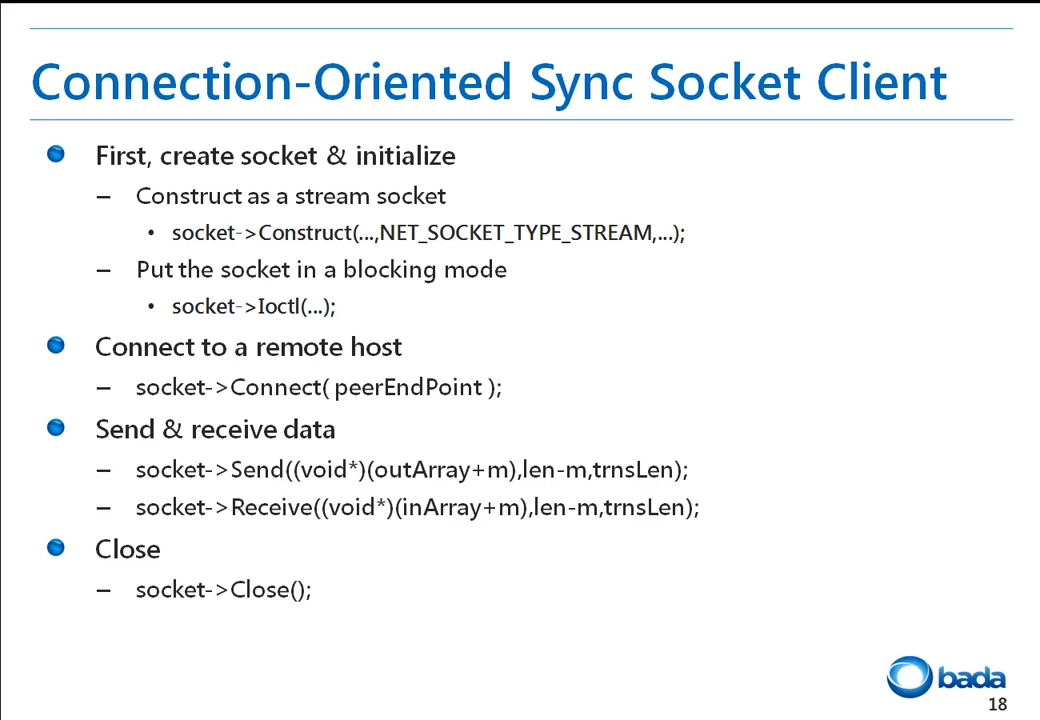 Connection-Oriented Sync Socket Client
First, create socket & initialize
– Construct as a stream socket
• socket->Construct(...,NET_SOCKET_TYPE_STREAM,...);
– Put the socket in a blocking mode
• socket->Ioctl(...);
Connect to a remote host
– socket->Connect( peerEndPoint );
Send & receive data
– socket->Send((void*)(outArray+m),len-m,trnsLen);
– socket->Receive((void*)(inArray+m),len-m,trnsLen);
Close
– socket->Close();
bada
18